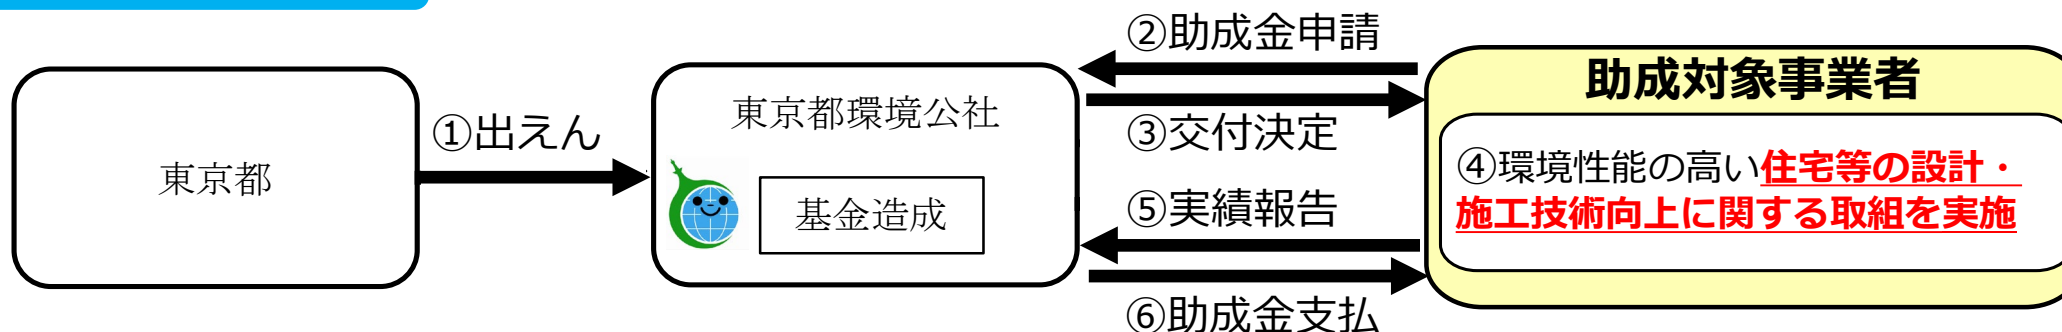 東京都
①出えん
東京都環境公社
基金造成
②助成金申請
③交付決定
⑤実績報告
⑥助成金支払
助成対象事業者
④環境性能の高い住宅等の設計・
施工技術向上に関する取組を実施